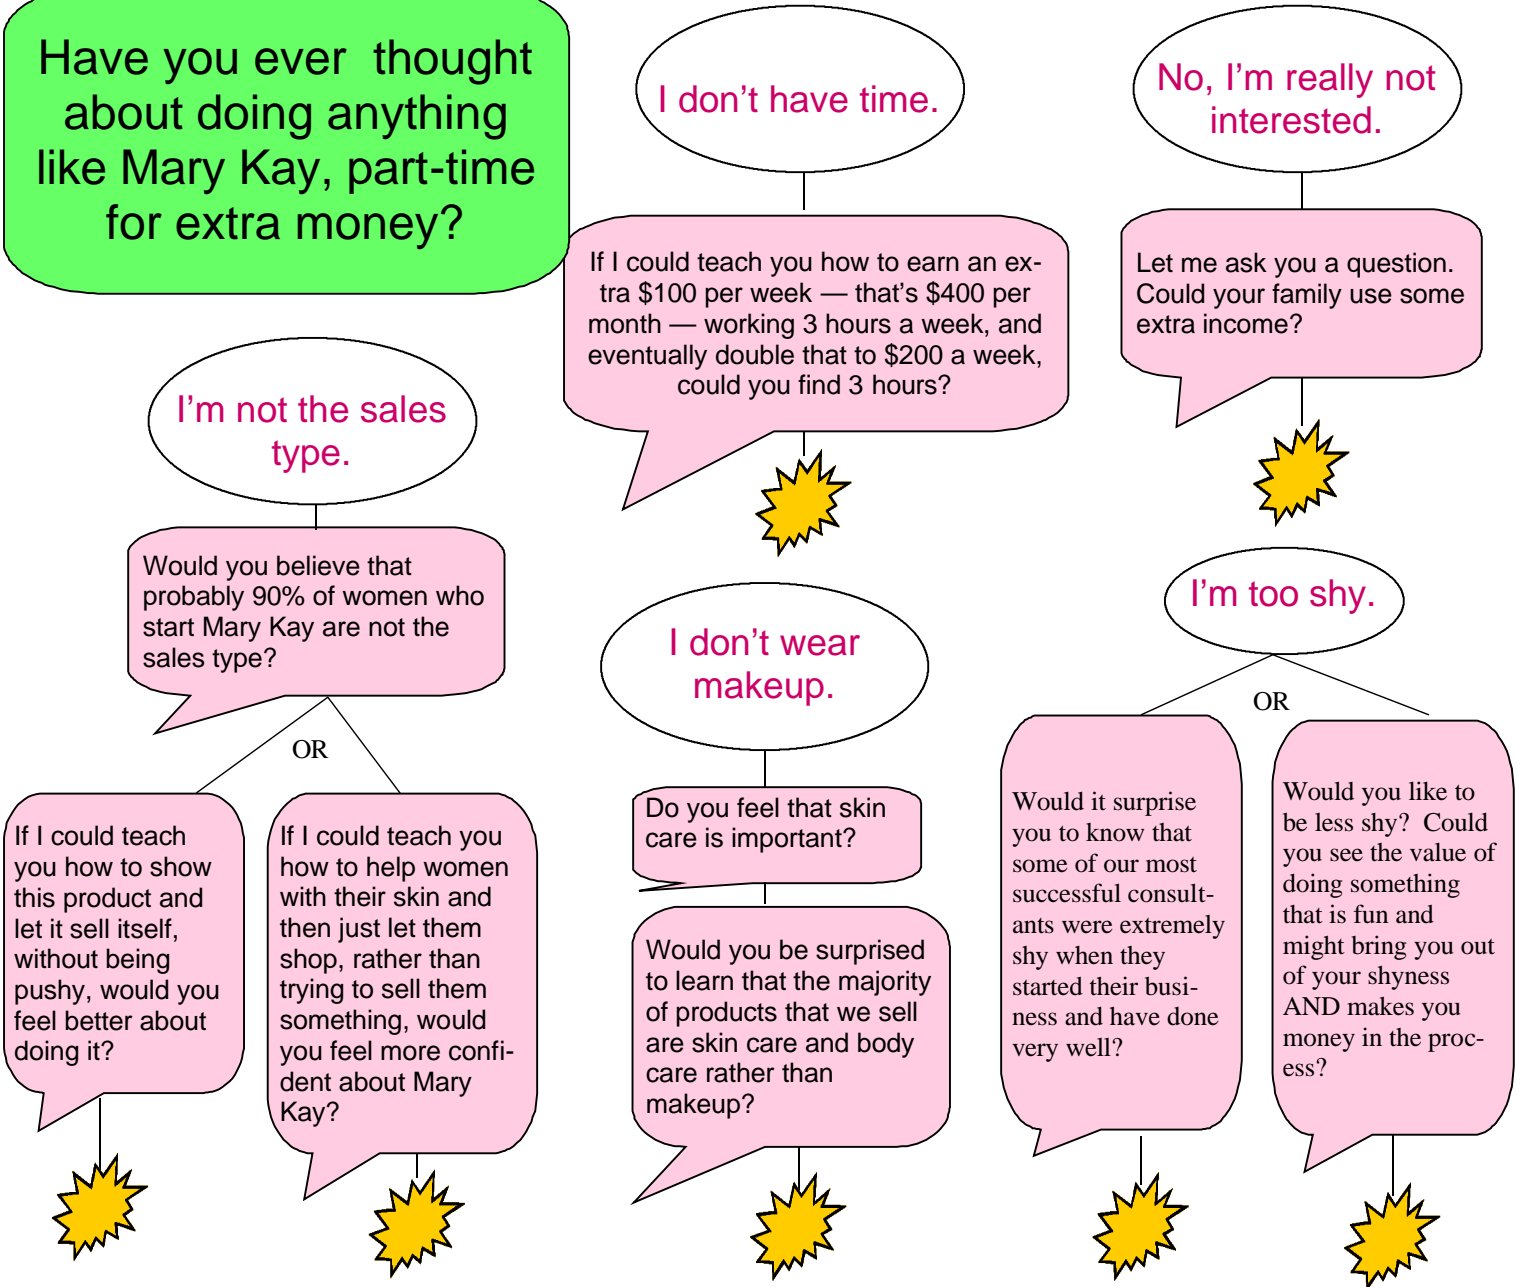 Have you ever thought
about doing anything
like Mary Kay, part-time
for extra money?
I don't have time.
If I could teach you how to earn an ex-
tra $100 per week — that's $400 per
month — working 3 hours a week, and
eventually double that to $200 a week,
could you find 3 hours?
No, I'm really not
interested.
Let me ask you a question.
Could your family use some
extra income?
I'm not the sales
type.
Would you believe that
probably 90% of women who
start Mary Kay are not the
sales type?
OR
If I could teach
you how to show
this product and
let it sell itself,
without being
pushy, would you
feel better about
doing it?
If I could teach you
how to help women
with their skin and
then just let them
shop, rather than
trying to sell them
something, would
you feel more confi-
dent about Mary
Kay?
I don't wear
makeup.
Do you feel that skin
care is important?
Would you be surprised
to learn that the majority
of products that we sell
are skin care and body
care rather than
makeup?
I'm too shy.
OR
Would it surprise
you to know that
some of our most
successful consult-
ants were extremely
shy when they
started their busi-
ness and have done
very well?
Would you like to
be less shy?  Could
you see the value of
doing something
that is fun and
might bring you out
of your shyness
AND makes you
money in the proc-
ess?